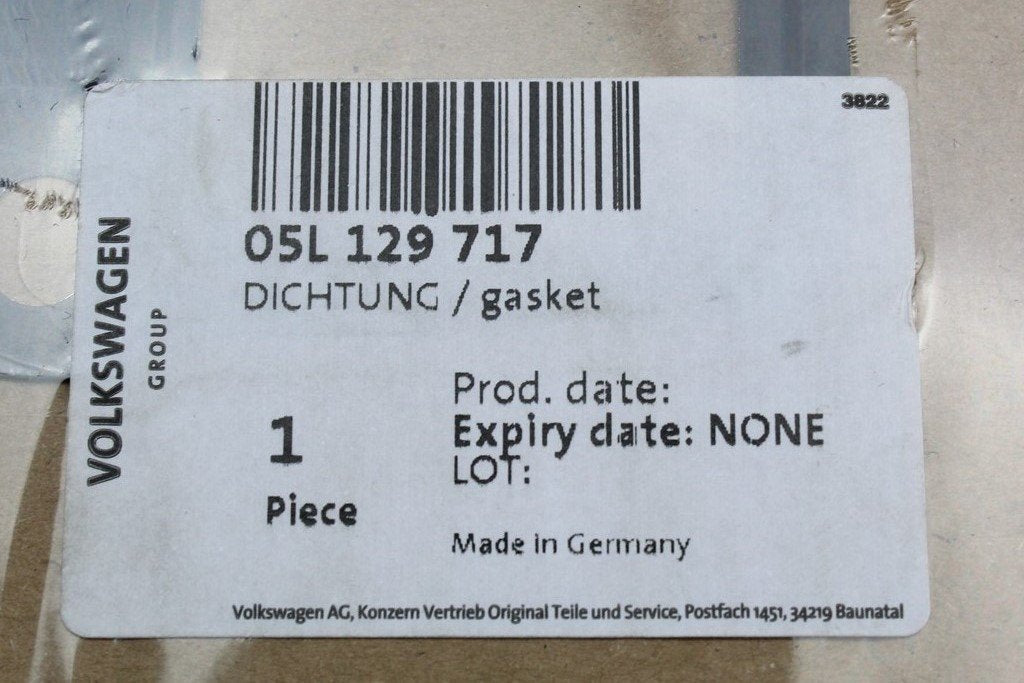 3822
VOLKSWAGEN
GROUP
05L 129 717
DICHTUNG / gasket
1
Piece
Prod. date:
Expiry date: NONE
LOT:
Made in Germany
Volkswagen AG, Konzern Vertrieb Original Teile und Service, Postfach 1451, 34219 Baunatal